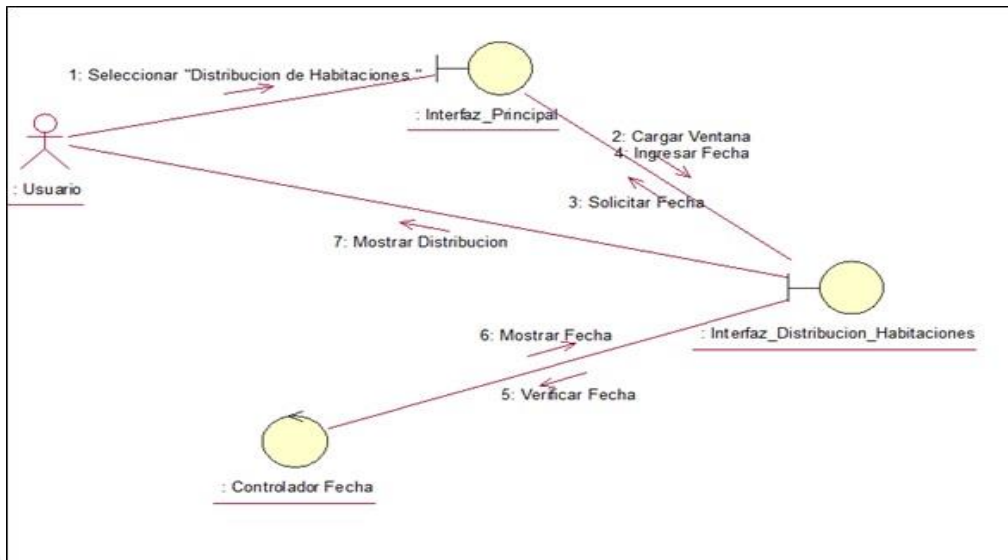 1: Seleccionar "Distribucion de Habitaciones "
: Interfaz_Principal
2: Cargar Ventana
4: Ingresar Fecha
: Usuario
3: Solicitar Fecha
7: Mostrar Distribucion
6: Mostrar Fecha
: Interfaz_Distribucion_Habitaciones
5: Verificar Fecha
: Controlador Fecha